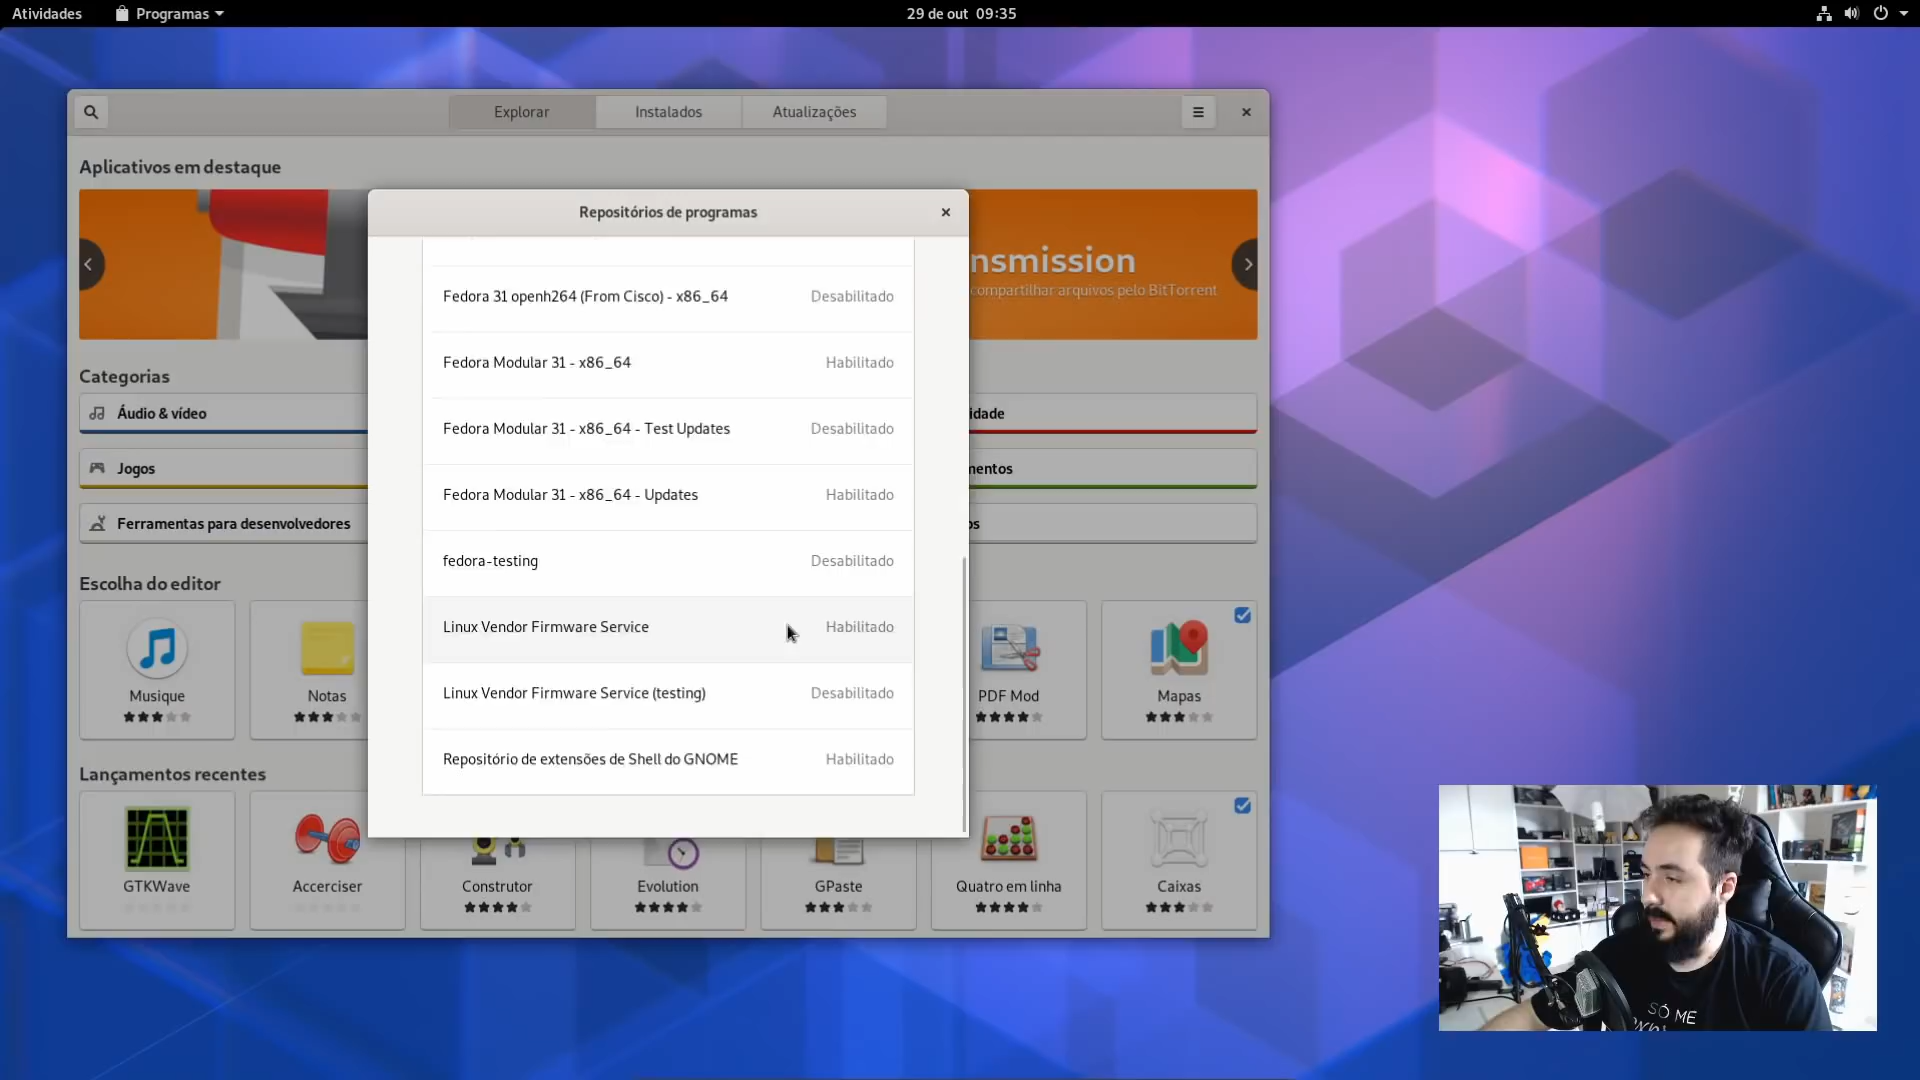 Atividades
Programas
29 de out 09:35
Explorar
Instalados
Atualizações
Aplicativos em destaque
Repositórios de programas
nsmission
compartilhar arquivos pelo BitTorrent
Fedora 31 openh264 (From Cisco) - x86_64
Desabilitado
Fedora Modular 31 - x86_64
Habilitado
Fedora Modular 31 - x86_64 - Test Updates
Desabilitado
Fedora Modular 31 - x86_64 - Updates
Habilitado
fedora-testing
Desabilitado
Linux Vendor Firmware Service
Habilitado
Linux Vendor Firmware Service (testing)
Desabilitado
Repositório de extensões de Shell do GNOME
Habilitado
Categorias
Áudio & vídeo
idade
Jogos
mentos
Ferramentas para desenvolvedores
os
Escolha do editor
Musique
Notas
PDF Mod
Mapas
Lançamentos recentes
GTKWave
Accerciser
Construtor
Evolution
GPaste
Quatro em linha
Caixas
SÓ ME